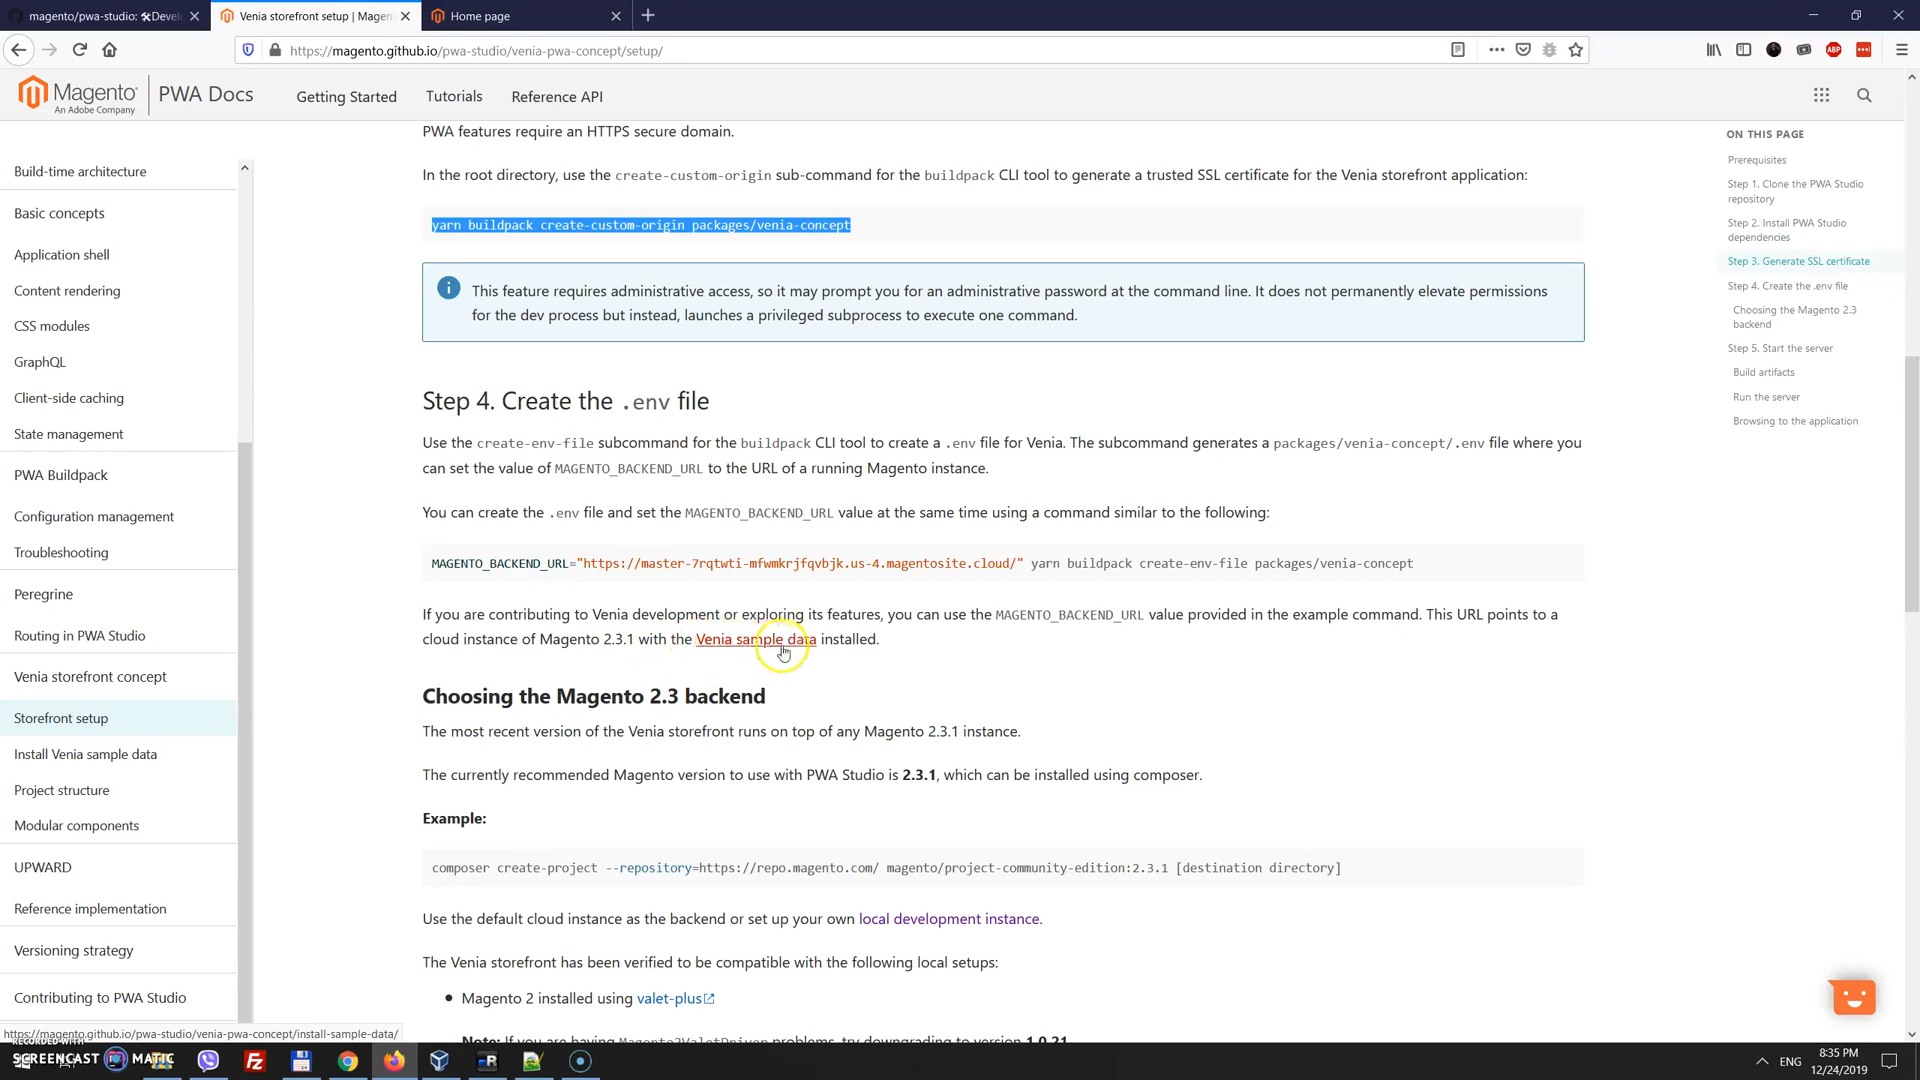 magento/pwa-studio: 🛠Devel
Venia storefront setup | Magen
Home page
https://magento.github.io/pwa-studio/venia-pwa-concept/setup/
ABP
Magento
An Adobe Company
PWA Docs
Getting Started
Tutorials
Reference API
Build-time architecture
Basic concepts
Application shell
Content rendering
CSS modules
GraphQL
Client-side caching
State management
PWA Buildpack
Configuration management
Troubleshooting
Peregrine
Routing in PWA Studio
Venia storefront concept
Storefront setup
Install Venia sample data
Project structure
Modular components
UPWARD
Reference implementation
Versioning strategy
Contributing to PWA Studio
PWA features require an HTTPS secure domain.
In the root directory, use the create-custom-origin sub-command for the buildpack CLI tool to generate a trusted SSL certificate for the Venia storefront application:
yarn buildpack create-custom-origin packages/venia-concept
This feature requires administrative access, so it may prompt you for an administrative password at the command line. It does not permanently elevate permissions
for the dev process but instead, launches a privileged subprocess to execute one command.
Step 4. Create the .env file
Use the create-env-file subcommand for the buildpack CLI tool to create a .env file for Venia. The subcommand generates a packages/venia-concept/.env file where you
can set the value of MAGENTO_BACKEND_URL to the URL of a running Magento instance.
You can create the .env file and set the MAGENTO_BACKEND_URL value at the same time using a command similar to the following:
MAGENTO_BACKEND_URL="https://master-7rqtwti-mfwmkrjfqvbjk.us-4.magentosite.cloud/" yarn buildpack create-env-file packages/venia-concept
If you are contributing to Venia development or exploring its features, you can use the MAGENTO_BACKEND_URL value provided in the example command. This URL points to a
cloud instance of Magento 2.3.1 with the Venia sample data installed.
Choosing the Magento 2.3 backend
The most recent version of the Venia storefront runs on top of any Magento 2.3.1 instance.
The currently recommended Magento version to use with PWA Studio is 2.3.1, which can be installed using composer.
Example:
composer create-project --repository=https://repo.magento.com/ magento/project-community-edition:2.3.1 [destination directory]
Use the default cloud instance as the backend or set up your own local development instance.
The Venia storefront has been verified to be compatible with the following local setups:
Magento 2 installed using valet-plus
Note: If you are having Magento2ValetDriven problems, try downgrading to version 1.0.21
ON THIS PAGE
Prerequisites
Step 1. Clone the PWA Studio
repository
Step 2. Install PWA Studio
dependencies
Step 3. Generate SSL certificate
Step 4. Create the .env file
Choosing the Magento 2.3
backend
Step 5. Start the server
Build artifacts
Run the server
Browsing to the application
https://magento.github.io/pwa-studio/venia-pwa-concept/install-sample-data/
RECORDED WITH
SCREENCAST MATIC
ENG
8:35 PM
12/24/2019